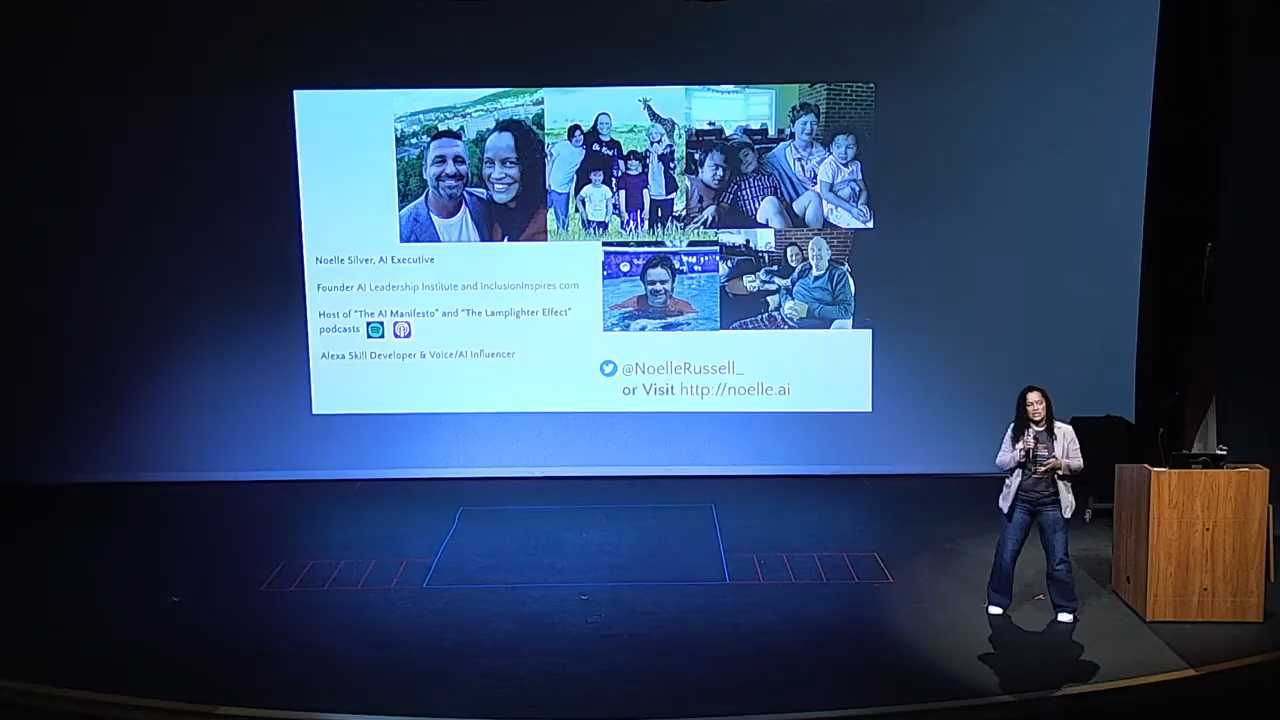 Noelle Silver, AI Executive
Founder AI Leadership Institute and InclusionInspires.com
Host of "The AI Manifesto" and "The Lamplighter Effect"
podcasts
Alexa Skill Developer & Voice/AI Influencer
@NoelleRussell_
or Visit http://noelle.ai